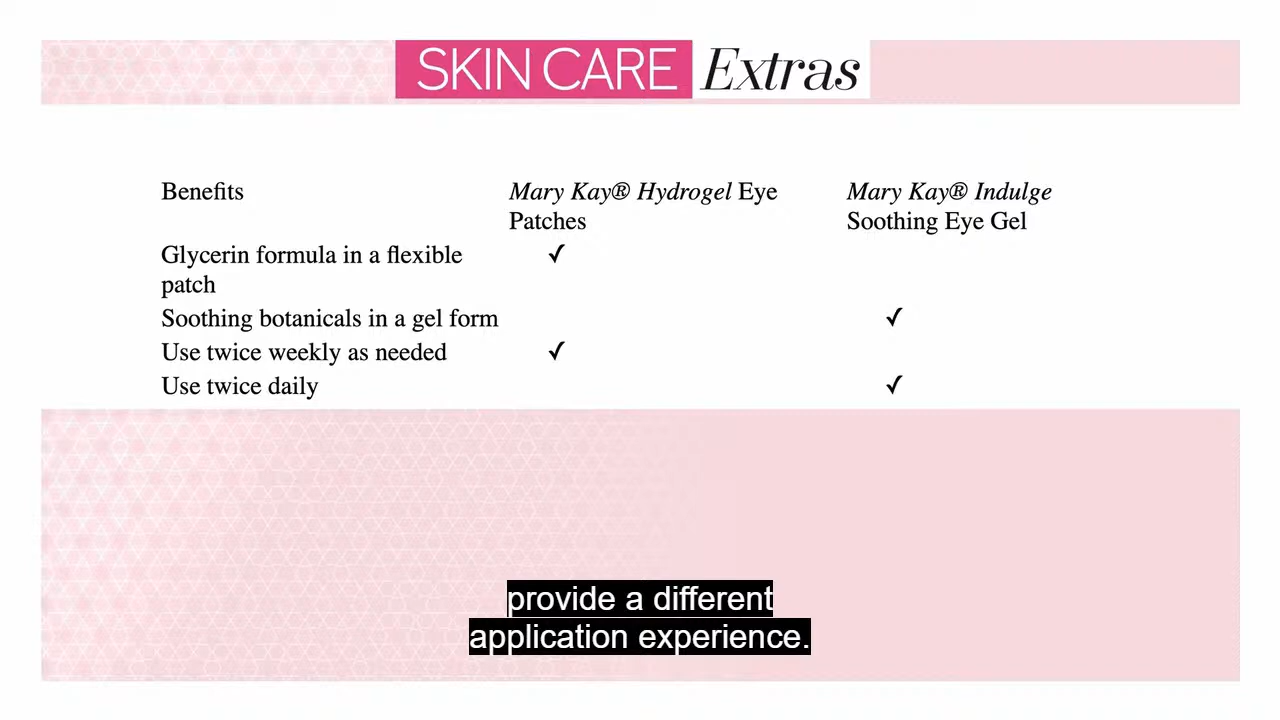 SKIN CARE Extras
Benefits
Mary Kay® Hydrogel Eye
Patches
Mary Kay® Indulge
Soothing Eye Gel
Glycerin formula in a flexible
patch
✓
Soothing botanicals in a gel form
✓
Use twice weekly as needed
✓
Use twice daily
✓
provide a different
application experience.